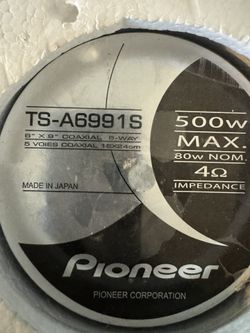 TS-A6991S
6" X 9" COAXIAL 5-WAY
5 VOIES COAXIAL 16X24cm
MADE IN JAPAN
500W
MAX.
80W NOM.
4Ω
IMPEDANCE
Pioneer
PIONEER CORPORATION